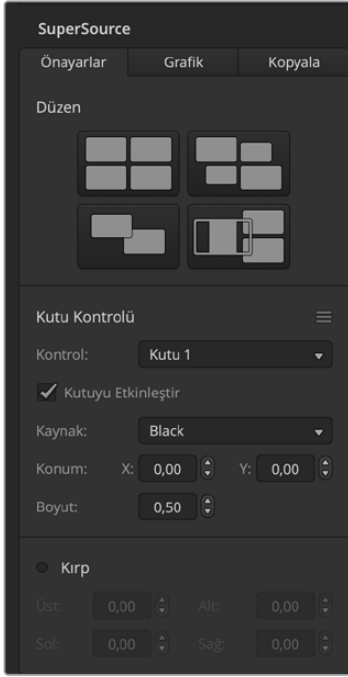 SuperSource
Önayarlar Grafik Kopyala
Düzen
Kutu Kontrolü
Kontrol: Kutu 1
Kutuyu Etkinleştir
Kaynak: Black
Konum: X: 0,00 Y: 0,00
Boyut: 0,50
Kırp
Üst: 0,00 Alt: 0,00
Sol: 0,00 Sağ: 0,00